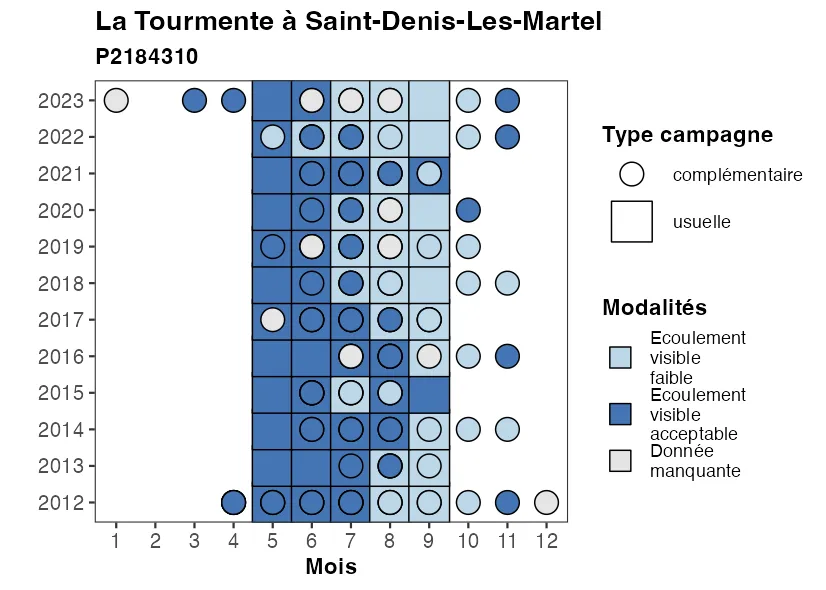 La Tourmente à Saint-Denis-Les-Martel
P2184310
2023
2022
2021
2020
2019
2018
2017
2016
2015
2014
2013
2012
1 2 3 4 5 6 7 8 9 10 11 12
Mois
Type campagne
complémentaire
usuelle
Modalités
Ecoulement
visible
faible
Ecoulement
visible
acceptable
Donnée
manquante